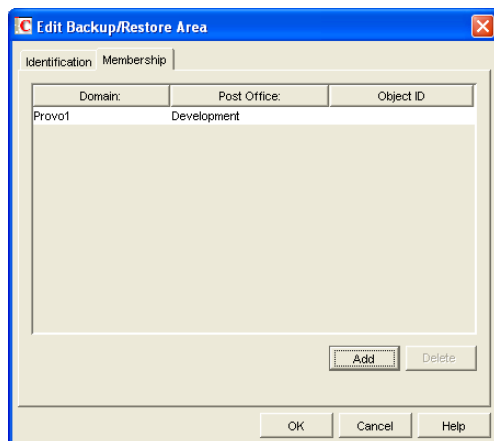 Edit Backup/Restore Area
Identification Membership
Domain: Post Office: Object ID
Provo1 Development
Add Delete
OK Cancel Help